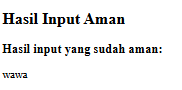 Hasil Input Aman
Hasil input yang sudah aman:
wawa